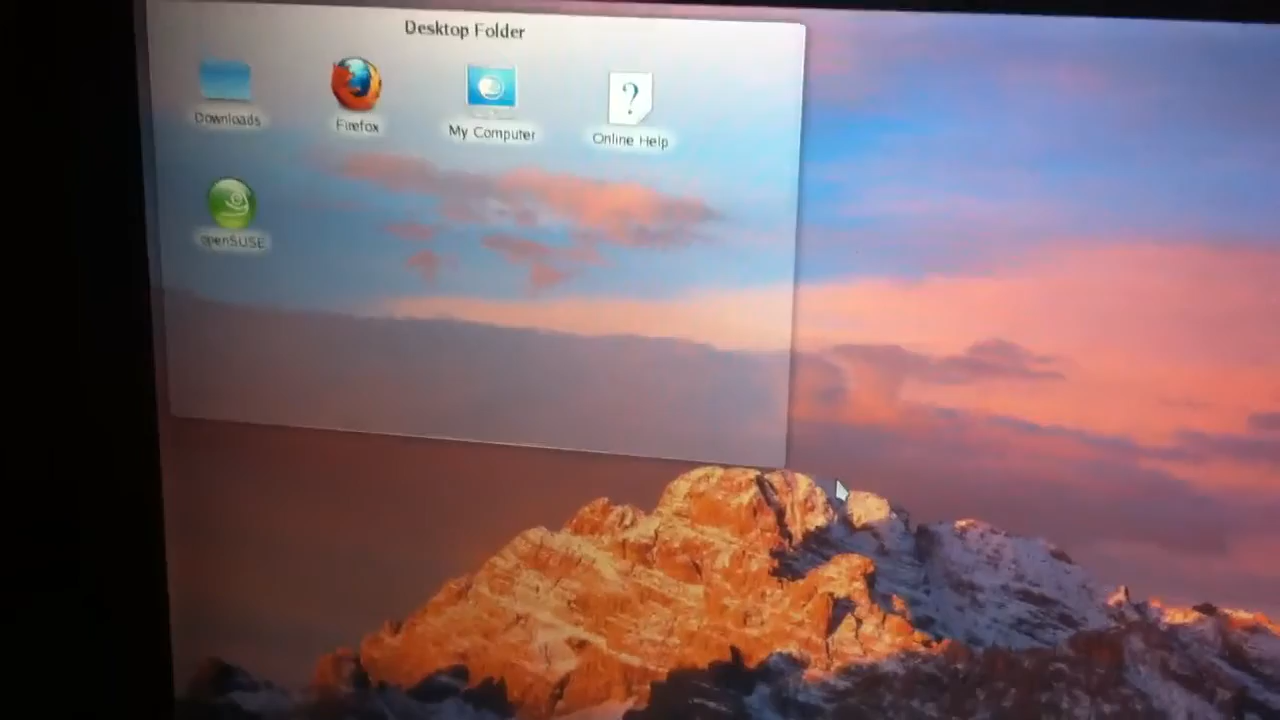 Desktop Folder
Downloads
Firefox
My Computer
Online Help
openSUSE